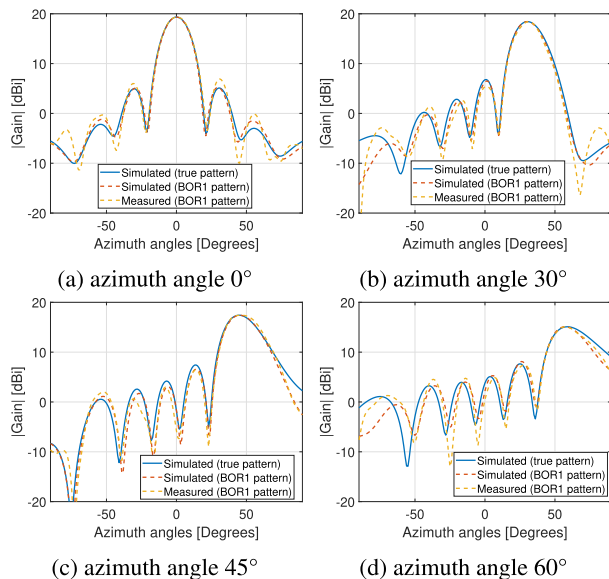 20
10
0
-10
-20
|Gain| [dBi]
Simulated (true pattern)
Simulated (BOR1 pattern)
Measured (BOR1 pattern)
-50
0
50
Azimuth angles [Degrees]
(a) azimuth angle 0°
20
10
0
-10
-20
|Gain| [dBi]
Simulated (true pattern)
Simulated (BOR1 pattern)
Measured (BOR1 pattern)
-50
0
50
Azimuth angles [Degrees]
(b) azimuth angle 30°
20
10
0
-10
-20
|Gain| [dBi]
Simulated (true pattern)
Simulated (BOR1 pattern)
Measured (BOR1 pattern)
-50
0
50
Azimuth angles [Degrees]
(c) azimuth angle 45°
20
10
0
-10
-20
|Gain| [dBi]
Simulated (true pattern)
Simulated (BOR1 pattern)
Measured (BOR1 pattern)
-50
0
50
Azimuth angles [Degrees]
(d) azimuth angle 60°